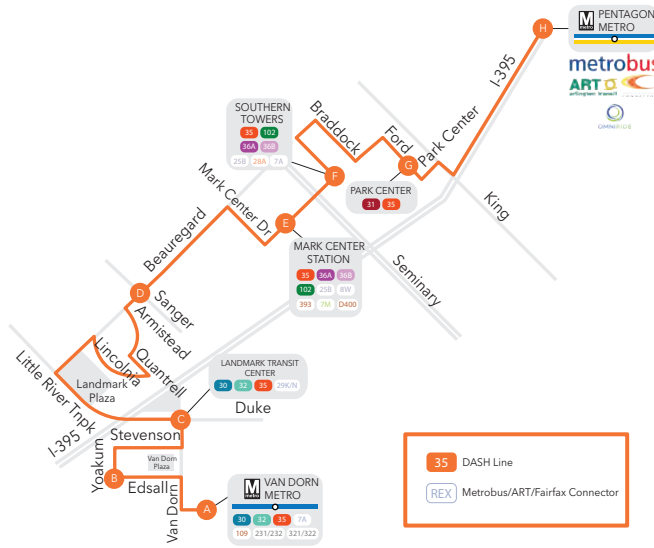 H
PENTAGON
METRO
M
metro
I-395
metrobus
ART
arlington transit
OMNIRIDE
SOUTHERN
TOWERS
35 102
36A 36B
25B 28A 7A
Braddock
Ford
G
Park Center
F
PARK CENTER
31 35
King
Mark Center Dr
E
MARK CENTER
STATION
35 36A 36B
102 25B 8W
393 7M D400
Seminary
Beauregard
D
Sanger
Armistead
Lincolnia
Quantrell
Landmark
Plaza
Little River Tnpk
LANDMARK TRANSIT
CENTER
30 32 35 29K/N
C
Duke
I-395
Stevenson
Yoakum
Van Dorn
Plaza
B
Edsall
Van Dorn
A
M
metro
VAN DORN
METRO
30 32 35 7A
109 231/232 321/322
35 DASH Line
REX Metrobus/ART/Fairfax Connector